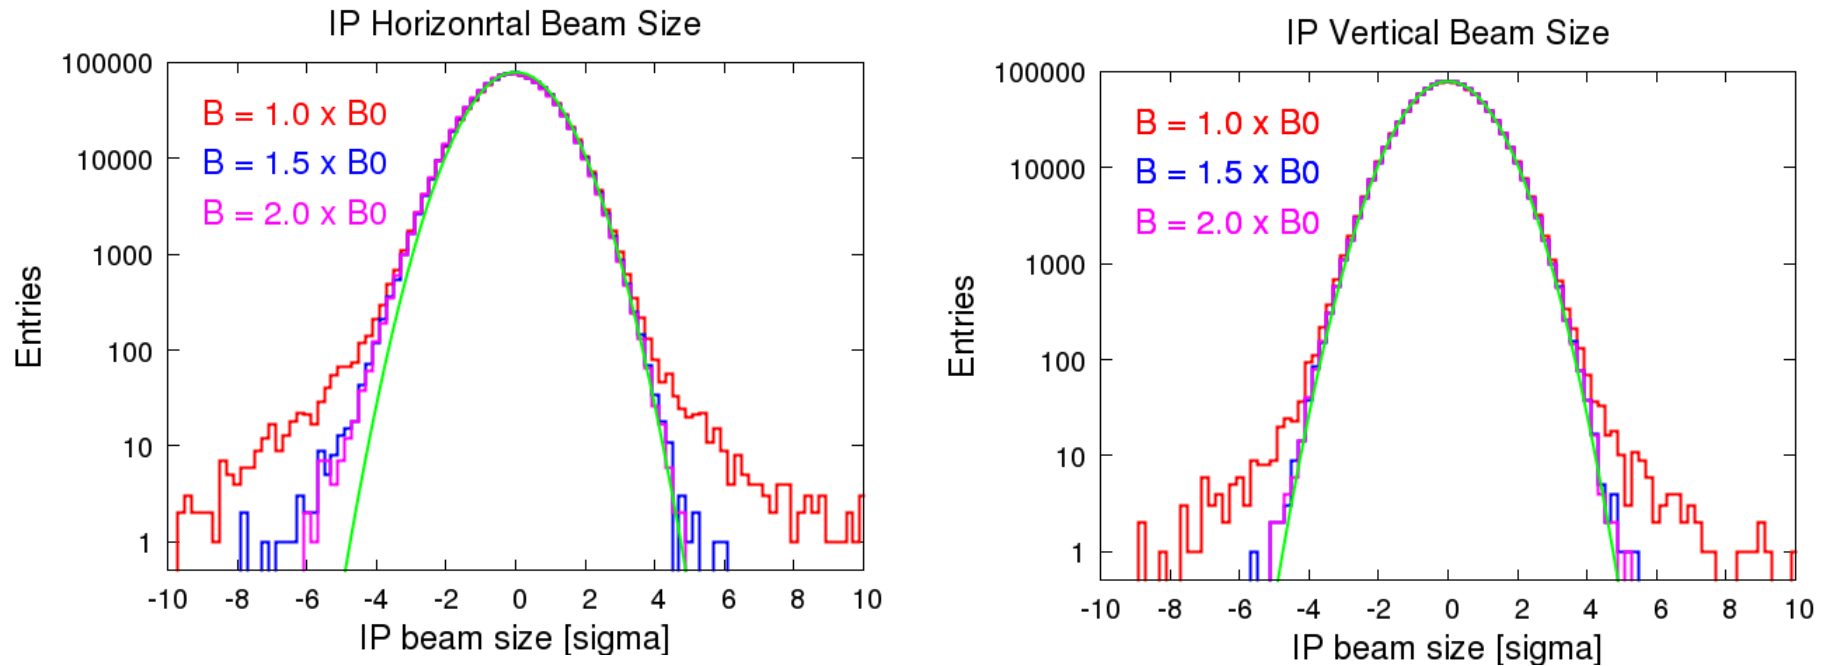 IP Horizonrtal Beam Size
100000
10000
1000
100
10
1
B = 1.0 x B0
B = 1.5 x B0
B = 2.0 x B0
Entries
-10 -8 -6 -4 -2 0 2 4 6 8 10
IP beam size [sigma]
IP Vertical Beam Size
100000
10000
1000
100
10
1
B = 1.0 x B0
B = 1.5 x B0
B = 2.0 x B0
Entries
-10 -8 -6 -4 -2 0 2 4 6 8 10
IP beam size [sigma]